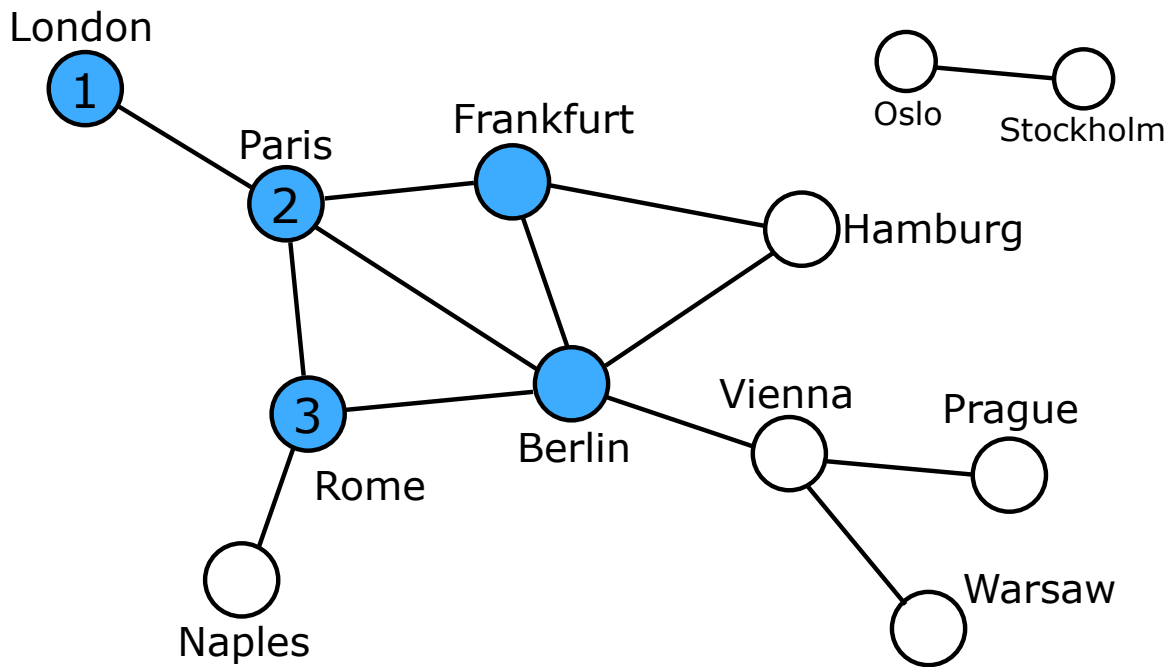 London
1
Paris
2
Frankfurt
Oslo
Stockholm
Hamburg
3
Rome
Berlin
Vienna
Prague
Naples
Warsaw